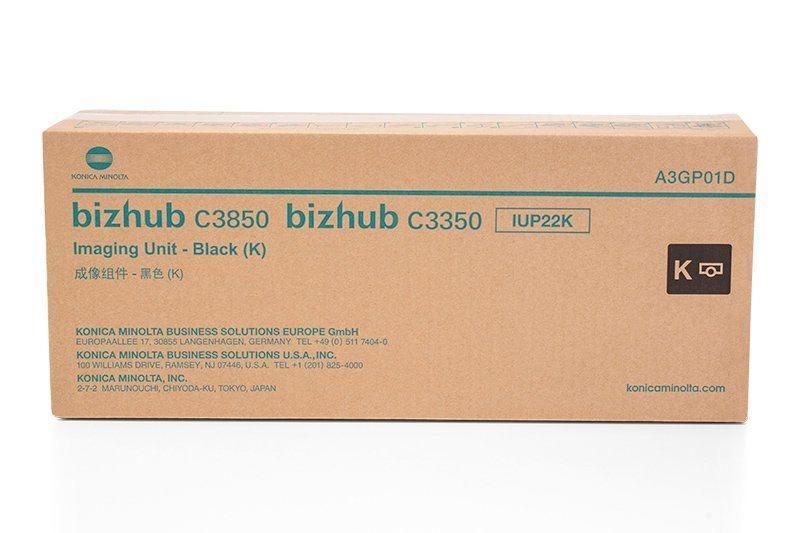 KONICA MINOLTA
A3GP01D
bizhub C3850 bizhub C3350 IUP22K
Imaging Unit - Black (K)
成像组件 - 黑色 (K)
K
KONICA MINOLTA BUSINESS SOLUTIONS EUROPE GmbH
EUROPAALLEE 17, 30855 LANGENHAGEN, GERMANY TEL +49 (0) 511 7404-0
KONICA MINOLTA BUSINESS SOLUTIONS U.S.A., INC.
100 WILLIAMS DRIVE, RAMSEY, NJ 07446, U.S.A. TEL +1 (201) 825-4000
KONICA MINOLTA, INC.
2-7-2 MARUNOUCHI, CHIYODA-KU, TOKYO, JAPAN
konicaminolta.com